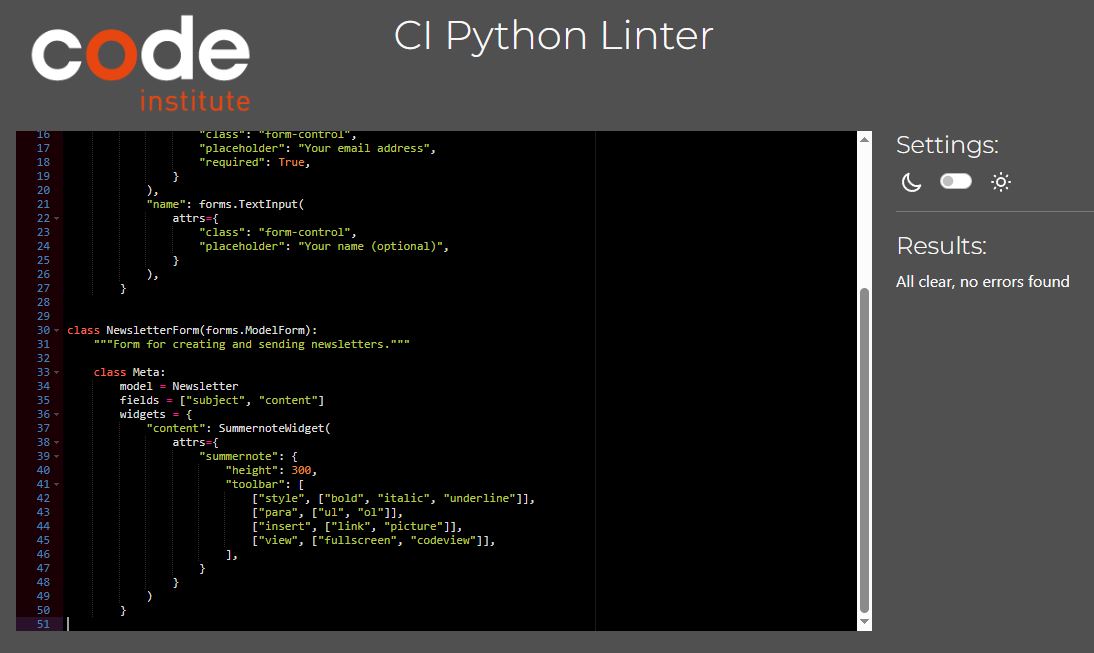 code
institute
CI Python Linter
16 "class": "form-control",
17 "placeholder": "Your email address",
18 "required": True,
19 }
20 ),
21 "name": forms.TextInput(
22 attrs={
23 "class": "form-control",
24 "placeholder": "Your name (optional)",
25 }
26 ),
27 }
28
29
30 class NewsletterForm(forms.ModelForm):
31 """Form for creating and sending newsletters."""
32
33 class Meta:
34 model = Newsletter
35 fields = ["subject", "content"]
36 widgets = {
37 "content": SummernoteWidget(
38 attrs={
39 "summernote": {
40 "height": 300,
41 "toolbar": [
42 ["style", ["bold", "italic", "underline"]],
43 ["para", ["ul", "ol"]],
44 ["insert", ["link", "picture"]],
45 ["view", ["fullscreen", "codeview"]],
46 ],
47 }
48 }
49 )
50 }
51
Settings:
Results:
All clear, no errors found